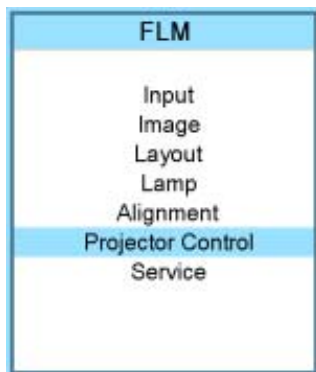 FLM
Input
Image
Layout
Lamp
Alignment
Projector Control
Service